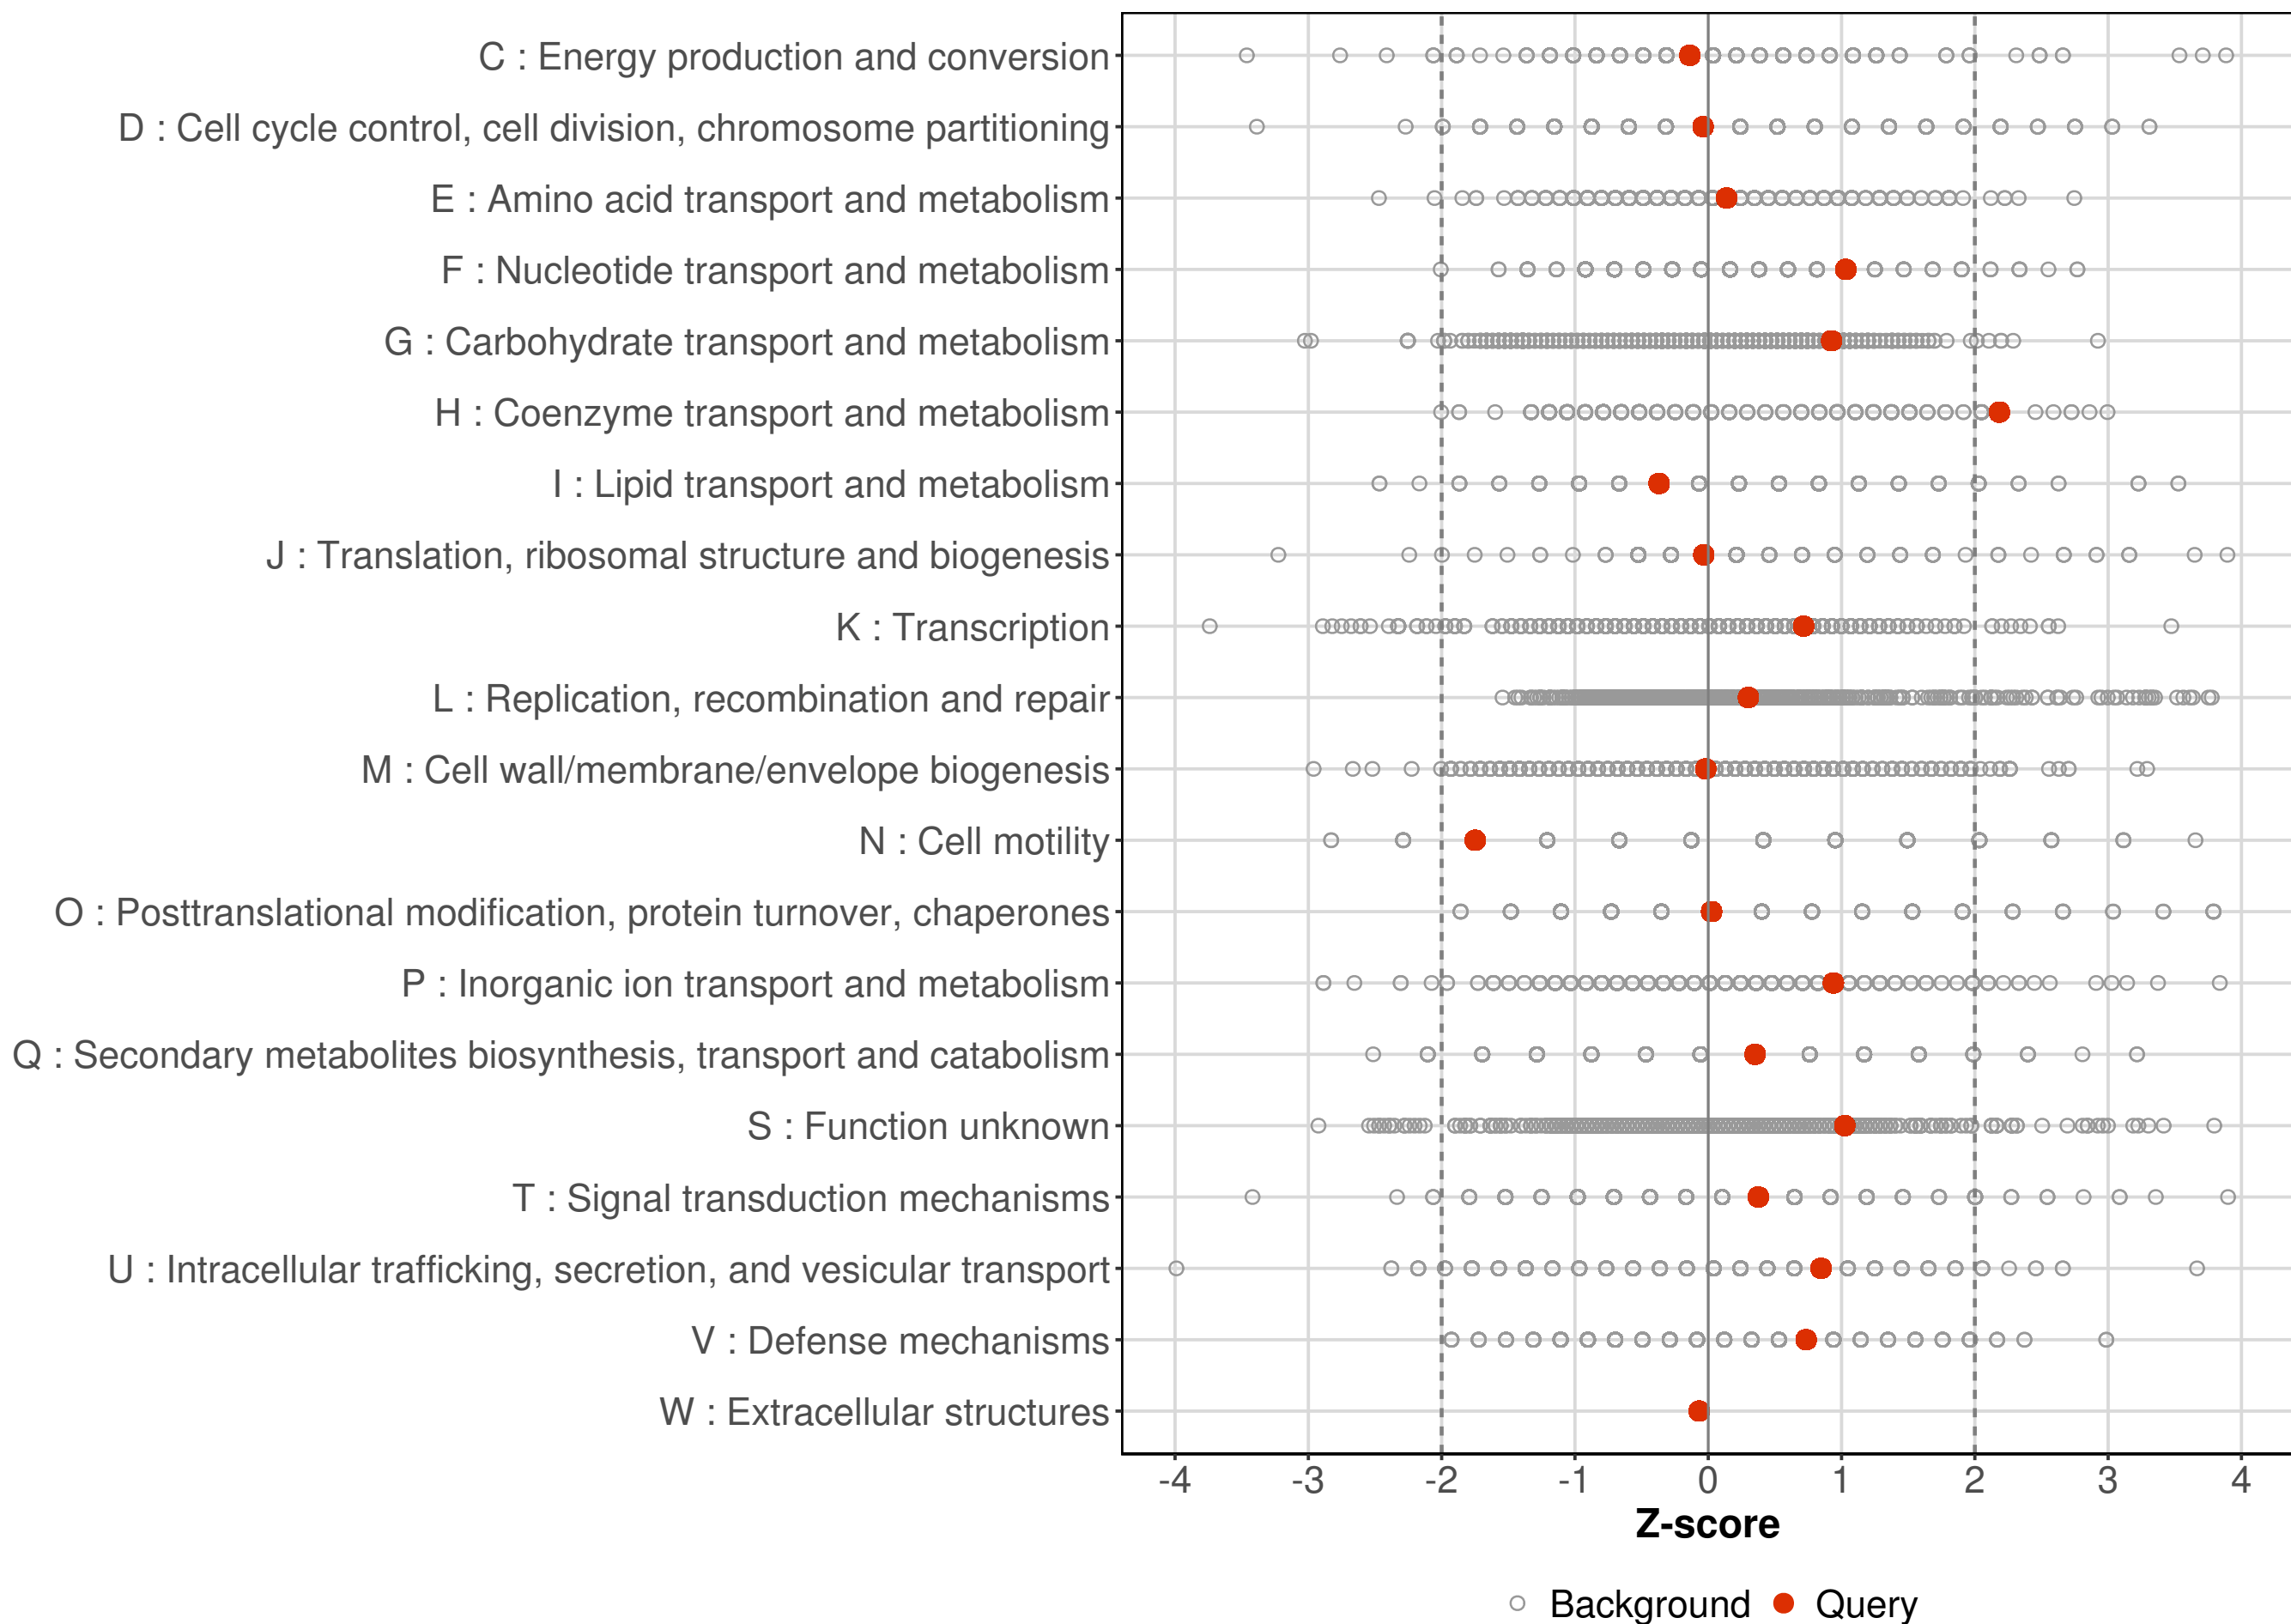 C : Energy production and conversion
D : Cell cycle control, cell division, chromosome partitioning
E : Amino acid transport and metabolism
F : Nucleotide transport and metabolism
G : Carbohydrate transport and metabolism
H : Coenzyme transport and metabolism
I : Lipid transport and metabolism
J : Translation, ribosomal structure and biogenesis
K : Transcription
L : Replication, recombination and repair
M : Cell wall/membrane/envelope biogenesis
N : Cell motility
O : Posttranslational modification, protein turnover, chaperones
P : Inorganic ion transport and metabolism
Q : Secondary metabolites biosynthesis, transport and catabolism
S : Function unknown
T : Signal transduction mechanisms
U : Intracellular trafficking, secretion, and vesicular transport
V : Defense mechanisms
W : Extracellular structures
-4 -3 -2 -1 0 1 2 3 4
Z-score
Background Query